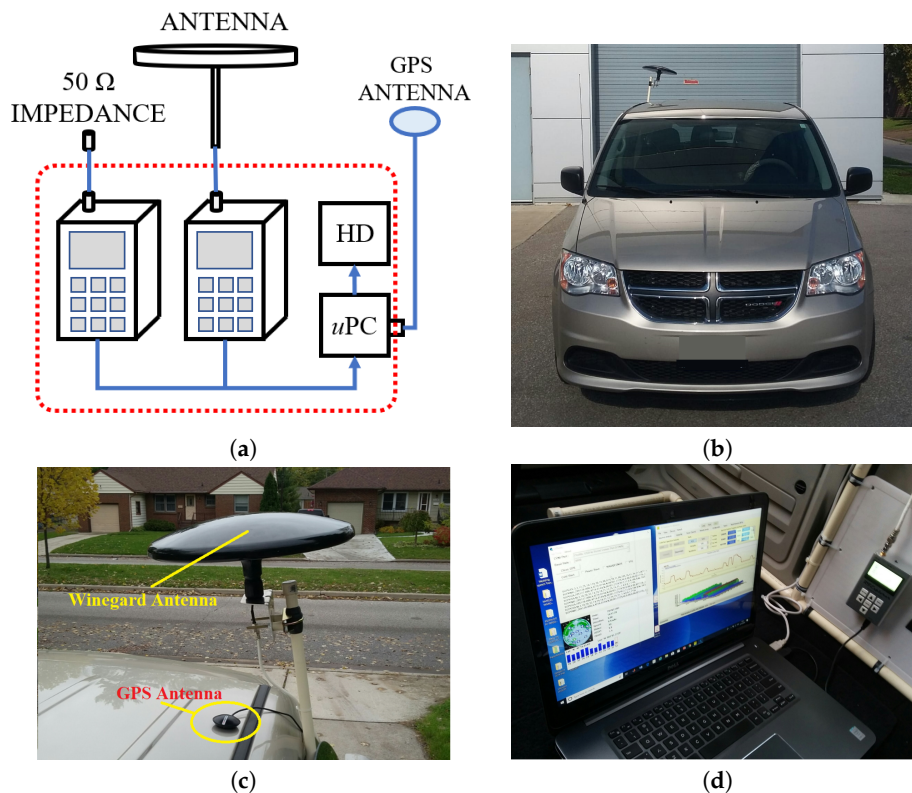 ANTENNA
50 Ω
IMPEDANCE
GPS
ANTENNA
HD
uPC
(a)
(b)
Winegard Antenna
GPS Antenna
(c)
(d)